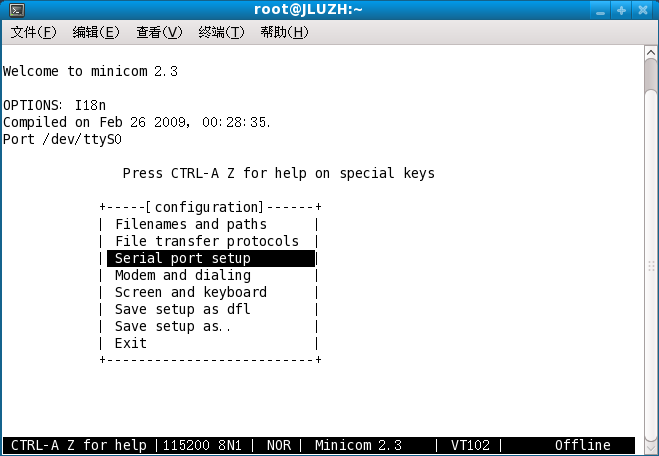 root@JLUZH:~
文件(F) 编辑(E) 查看(V) 终端(T) 帮助(H)
Welcome to minicom 2.3
OPTIONS: I18n
Compiled on Feb 26 2009, 00:28:35.
Port /dev/ttyS0
Press CTRL-A Z for help on special keys
+-----[configuration]------+
| Filenames and paths      |
| File transfer protocols  |
| Serial port setup        |
| Modem and dialing        |
| Screen and keyboard      |
| Save setup as dfl        |
| Save setup as..          |
| Exit                     |
+--------------------------+
CTRL-A Z for help |115200 8N1 | NOR | Minicom 2.3    | VT102 |      Offline